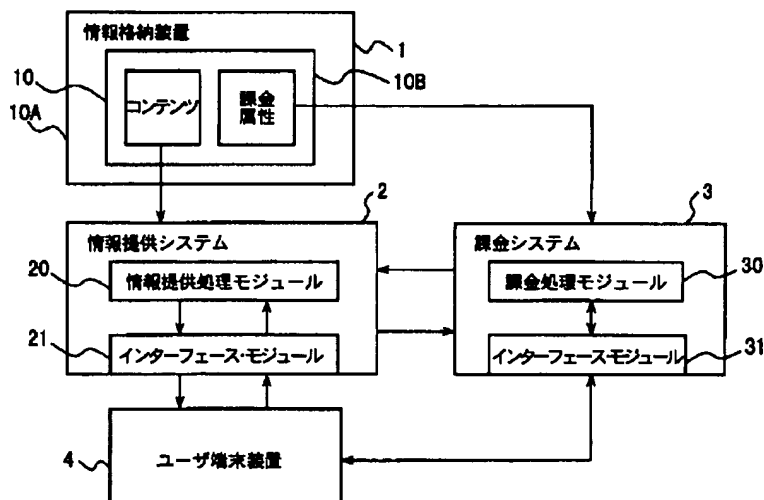 情報格納装置
1
10
10B
コンテンツ
課金
属性
10A
2
3
情報提供システム
課金システム
20
情報提供処理モジュール
課金処理モジュール
30
21
インターフェース・モジュール
インターフェース・モジュール
31
4
ユーザ端末装置